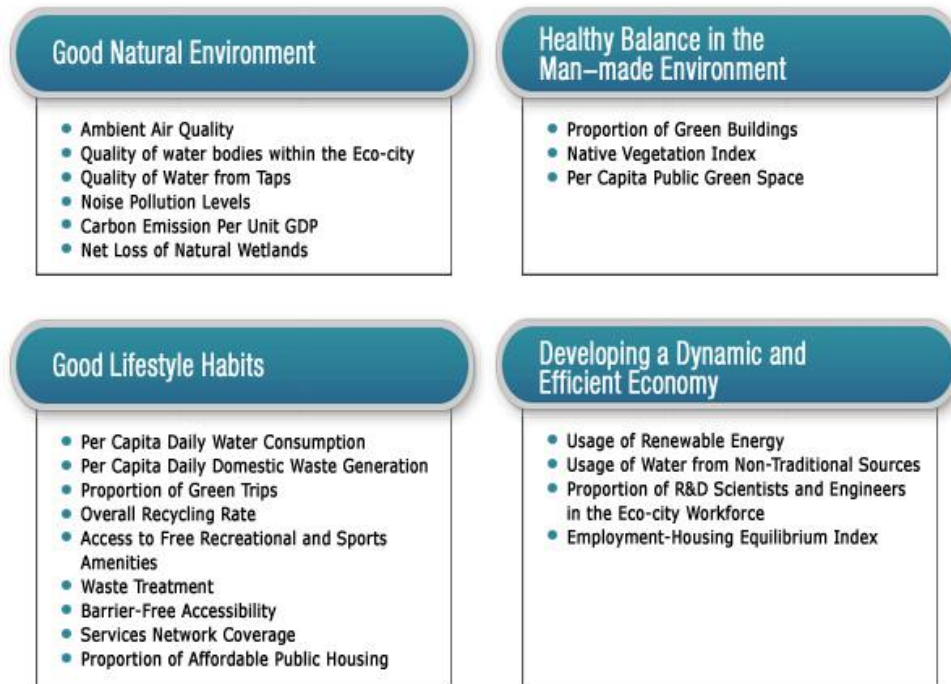 Good Natural Environment
Ambient Air Quality
Quality of water bodies within the Eco-city
Quality of Water from Taps
Noise Pollution Levels
Carbon Emission Per Unit GDP
Net Loss of Natural Wetlands
Healthy Balance in the
Man-made Environment
Proportion of Green Buildings
Native Vegetation Index
Per Capita Public Green Space
Good Lifestyle Habits
Per Capita Daily Water Consumption
Per Capita Daily Domestic Waste Generation
Proportion of Green Trips
Overall Recycling Rate
Access to Free Recreational and Sports
Amenities
Waste Treatment
Barrier-Free Accessibility
Services Network Coverage
Proportion of Affordable Public Housing
Developing a Dynamic and
Efficient Economy
Usage of Renewable Energy
Usage of Water from Non-Traditional Sources
Proportion of R&D Scientists and Engineers
in the Eco-city Workforce
Employment-Housing Equilibrium Index